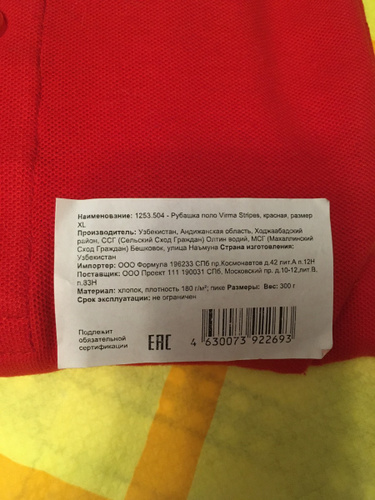 Наименование: 1253.504 - Рубашка поло Virma Stripes, красная, размер
XL
Производитель: Узбекистан, Андижанская область, Ходжаабадский
район, ССГ (Сельский Сход Граждан) Олтин водий, МСГ (Махаллинский
Сход Граждан) Бешковок, улица Наъмуна Страна изготовления:
Узбекистан
Импортер: ООО Формула 198233 СПб пр.Космонавтов д.42 лит.А п.12Н
Поставщик: ООО Проект 111 190031 СПб, Московский пр. д.10-12,лит.В,
п.83Н
Материал: хлопок, плотность 180 г/м²; пике Размеры: Вес: 300 г
Срок эксплуатации: не ограничен
Подлежит
обязательной
сертификации
ЕАС
4 630073 922693